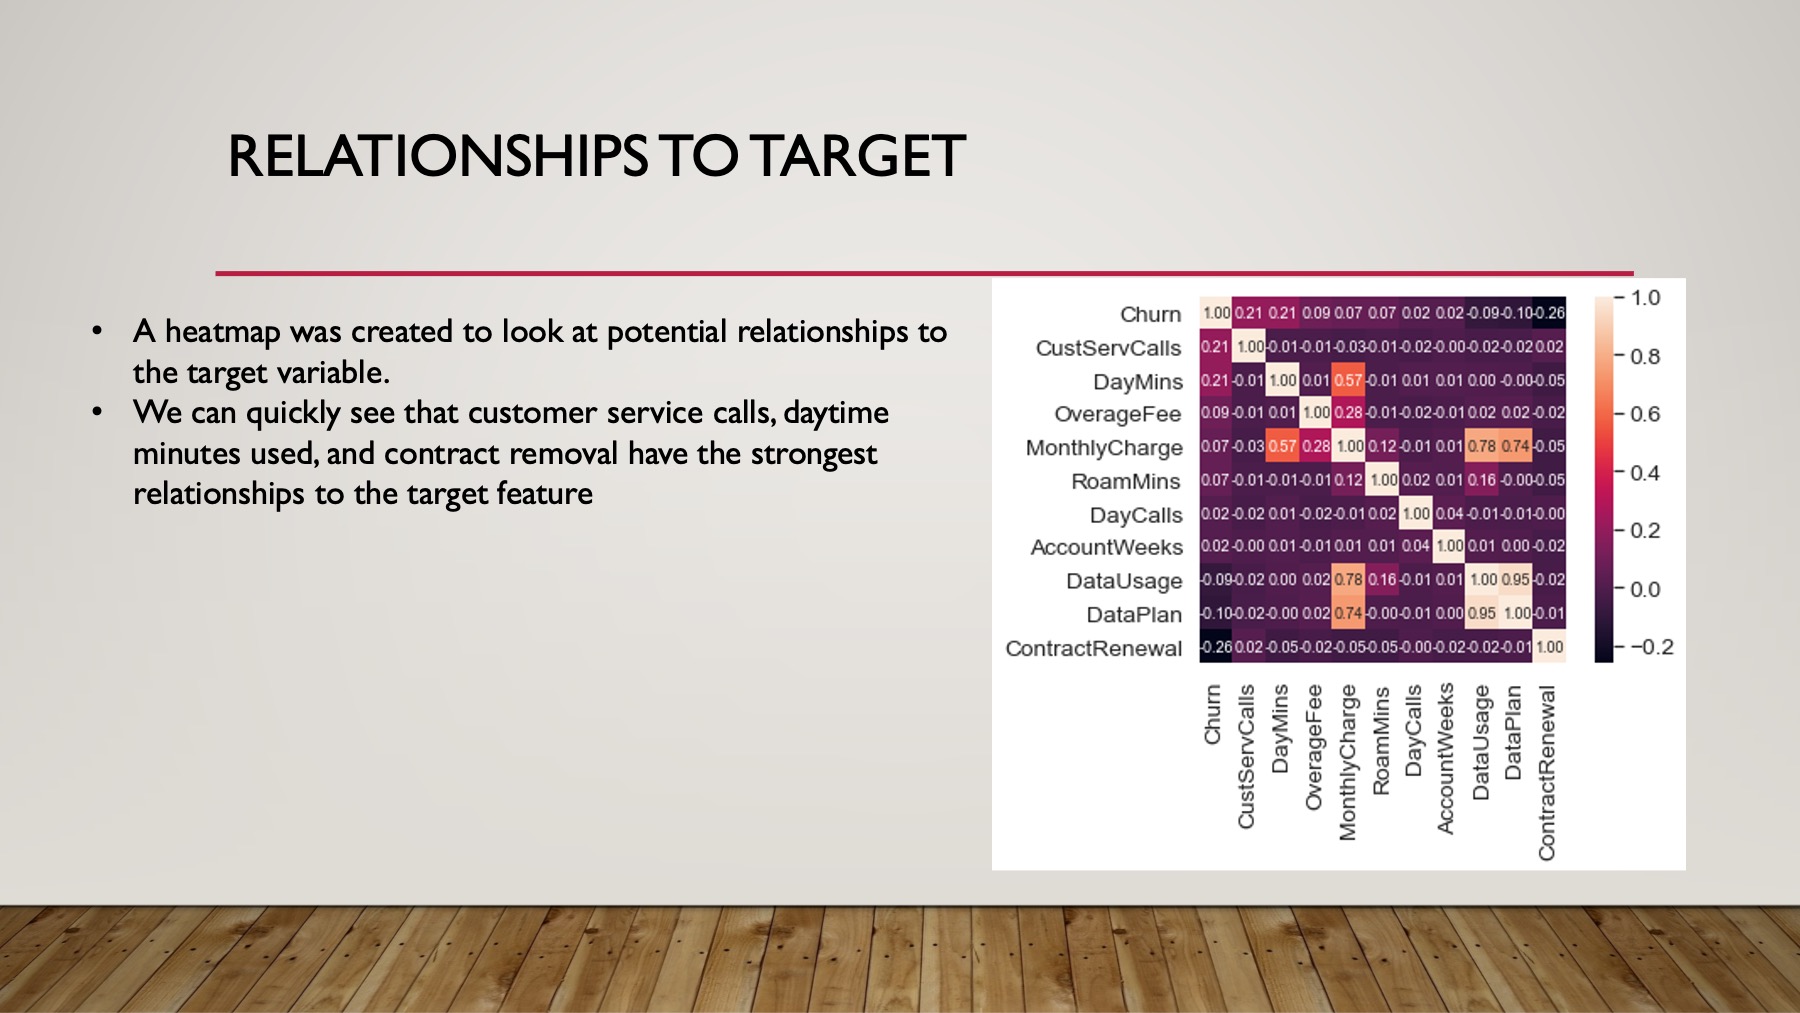 RELATIONSHIPS TO TARGET
• A heatmap was created to look at potential relationships to
the target variable.
• We can quickly see that customer service calls, daytime
minutes used, and contract removal have the strongest
relationships to the target feature
Churn 1.00 0.21 0.21 0.09 0.07 0.07 0.02 0.02 -0.09 -0.10 -0.26
CustServCalls 0.21 1.00 -0.01 -0.01 -0.03 -0.01 -0.02 -0.00 -0.02 -0.02 0.02
DayMins 0.21 -0.01 1.00 0.01 0.57 -0.01 0.01 0.01 0.00 -0.00 -0.05
OverageFee 0.09 -0.01 0.01 1.00 0.28 -0.01 -0.02 -0.01 0.02 0.02 -0.02
MonthlyCharge 0.07 -0.03 0.57 0.28 1.00 0.12 -0.01 0.01 0.78 0.74 -0.05
RoamMins 0.07 -0.01 -0.01 -0.01 0.12 1.00 0.02 0.01 0.16 -0.00 -0.05
DayCalls 0.02 -0.02 0.01 -0.02 -0.01 0.02 1.00 0.04 -0.01 -0.01 -0.00
AccountWeeks 0.02 -0.00 0.01 -0.01 0.01 0.01 0.04 1.00 0.01 0.00 -0.02
DataUsage -0.09 -0.02 0.00 0.02 0.78 0.16 -0.01 0.01 1.00 0.95 -0.02
DataPlan -0.10 -0.02 -0.00 0.02 0.74 -0.00 -0.01 0.00 0.95 1.00 -0.01
ContractRenewal -0.26 0.02 -0.05 -0.02 -0.05 -0.05 -0.00 -0.02 -0.02 -0.01 1.00
Churn
CustServCalls
DayMins
OverageFee
MonthlyCharge
RoamMins
DayCalls
AccountWeeks
DataUsage
DataPlan
ContractRenewal
1.0
0.8
0.6
0.4
0.2
0.0
−0.2